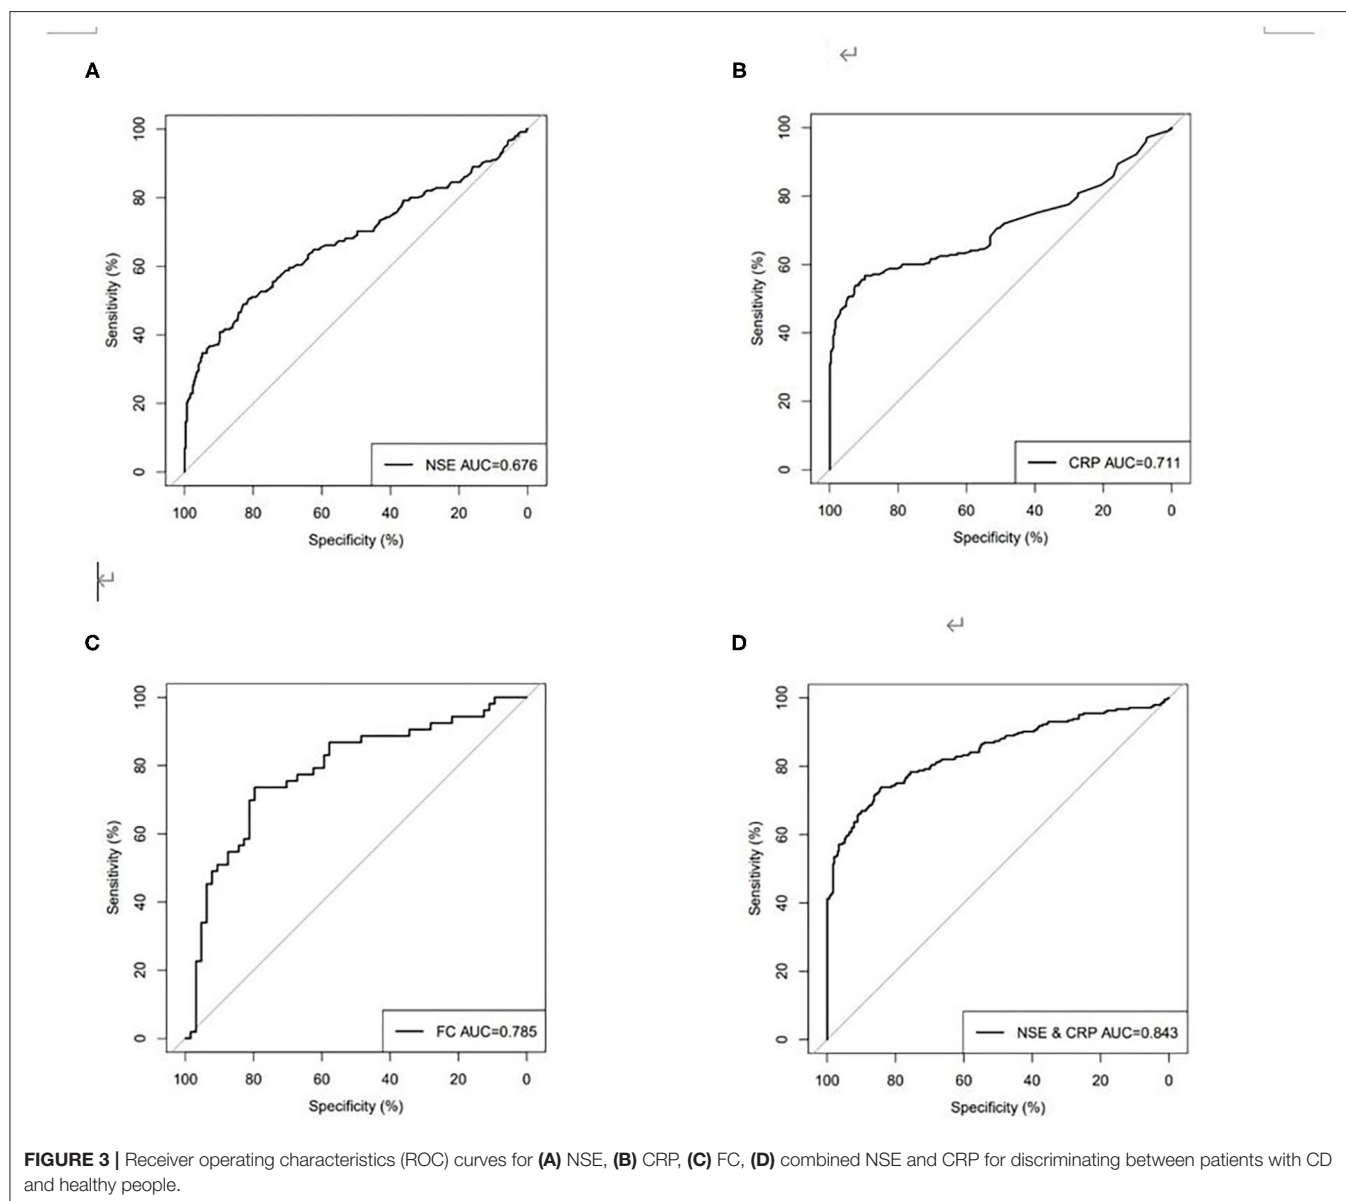 A
B
100
80
60
40
20
0
Sensitivity (%)
NSE AUC=0.676
100 80 60 40 20 0
Specificity (%)
100
80
60
40
20
0
Sensitivity (%)
CRP AUC=0.711
100 80 60 40 20 0
Specificity (%)
C
D
100
80
60
40
20
0
Sensitivity (%)
FC AUC=0.785
100 80 60 40 20 0
Specificity (%)
100
80
60
40
20
0
Sensitivity (%)
NSE & CRP AUC=0.843
100 80 60 40 20 0
Specificity (%)
FIGURE 3 | Receiver operating characteristics (ROC) curves for (A) NSE, (B) CRP, (C) FC, (D) combined NSE and CRP for discriminating between patients with CD
and healthy people.